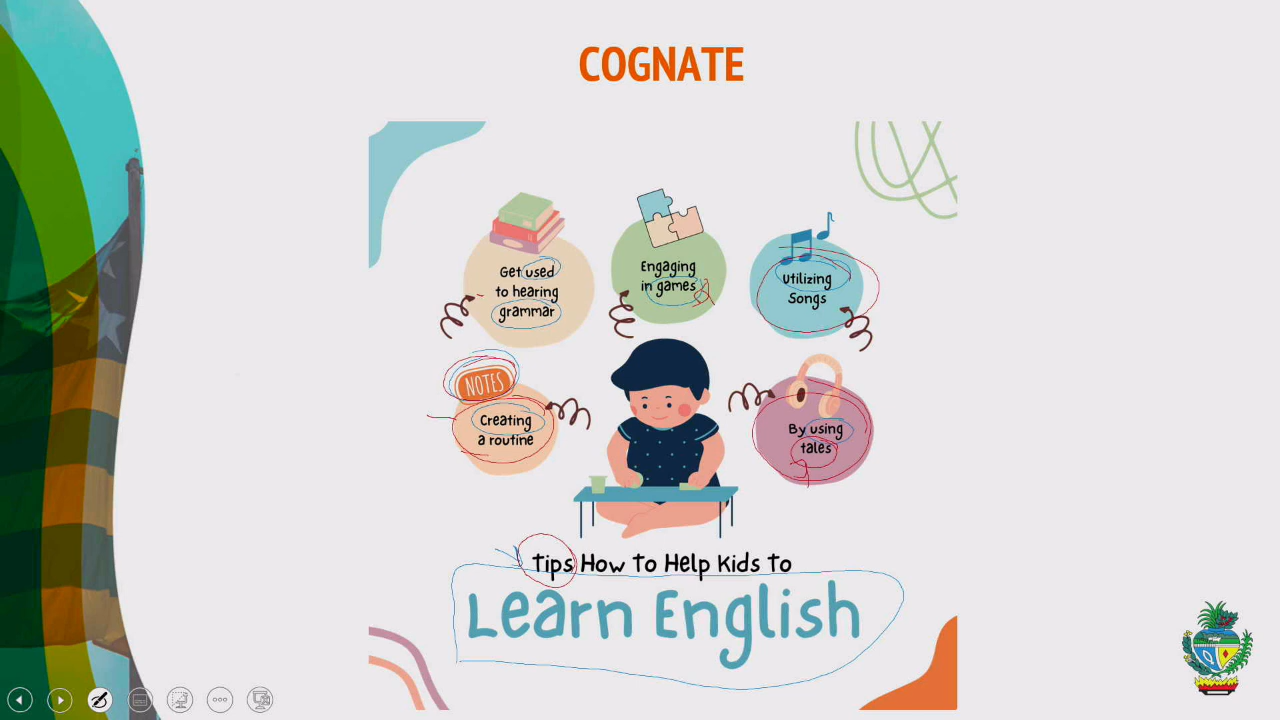 COGNATE
Get used
to hearing
grammar
Engaging
in games
Utilizing
Songs
NOTES
Creating
a routine
By using
tales
Tips How to Help Kids to
Learn English